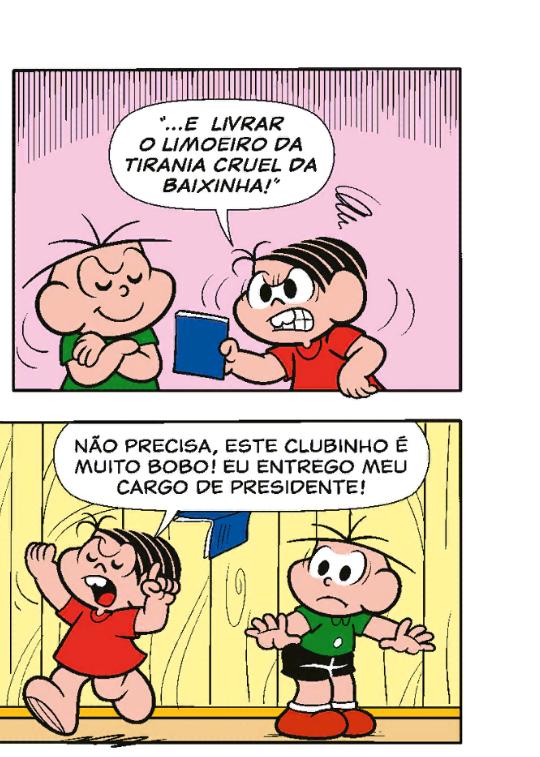 "...E LIVRAR
O LIMOEIRO DA
TIRANIA CRUEL DA
BAIXINHA!"
NÃO PRECISA, ESTE CLUBINHO É
MUITO BOBO! EU ENTREGO MEU
CARGO DE PRESIDENTE!